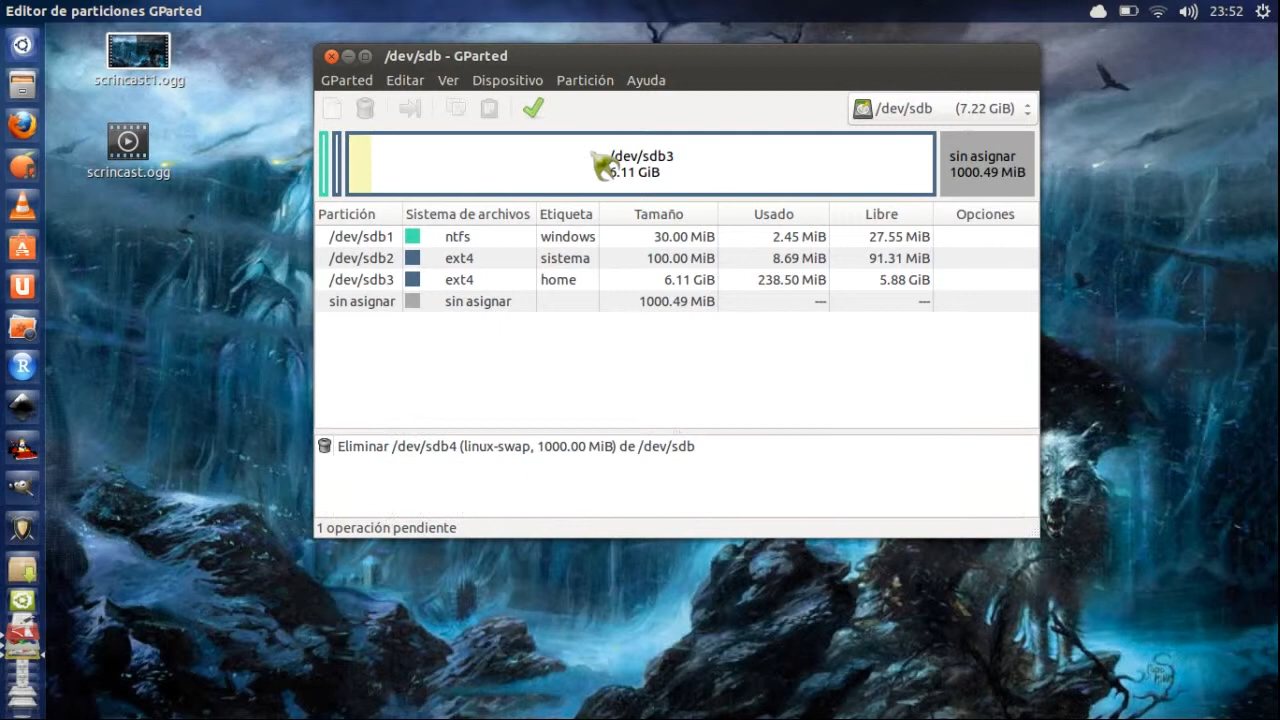 Editor de particiones GParted
23:52
scrincast1.ogg
scrincast.ogg
/dev/sdb - GParted
GParted Editar Ver Dispositivo Partición Ayuda
/dev/sdb (7.22 GiB)
/dev/sdb3
6.11 GiB
sin asignar
1000.49 MiB
Partición Sistema de archivos Etiqueta Tamaño Usado Libre Opciones
/dev/sdb1 ntfs windows 30.00 MiB 2.45 MiB 27.55 MiB
/dev/sdb2 ext4 sistema 100.00 MiB 8.69 MiB 91.31 MiB
/dev/sdb3 ext4 home 6.11 GiB 238.50 MiB 5.88 GiB
sin asignar sin asignar 1000.49 MiB --- ---
Eliminar /dev/sdb4 (linux-swap, 1000.00 MiB) de /dev/sdb
1 operación pendiente